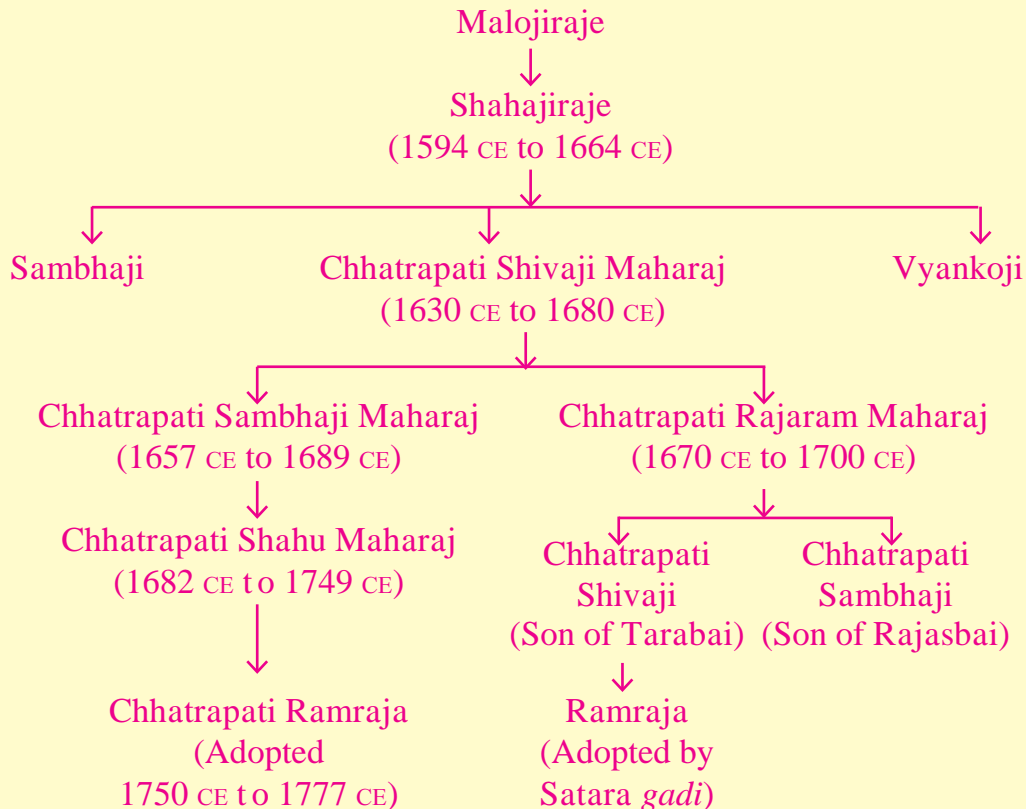 Malojiraje
Shahajiraje
(1594 CE to 1664 CE)
Sambhaji
Chhatrapati Shivaji Maharaj
(1630 CE to 1680 CE)
Vyankoji
Chhatrapati Sambhaji Maharaj
(1657 CE to 1689 CE)
Chhatrapati Rajaram Maharaj
(1670 CE to 1700 CE)
Chhatrapati Shahu Maharaj
(1682 CE to 1749 CE)
Chhatrapati
Shivaji
(Son of Tarabai)
Chhatrapati
Sambhaji
(Son of Rajasbai)
Chhatrapati Ramraja
(Adopted
1750 CE to 1777 CE)
Ramraja
(Adopted by
Satara gadi)